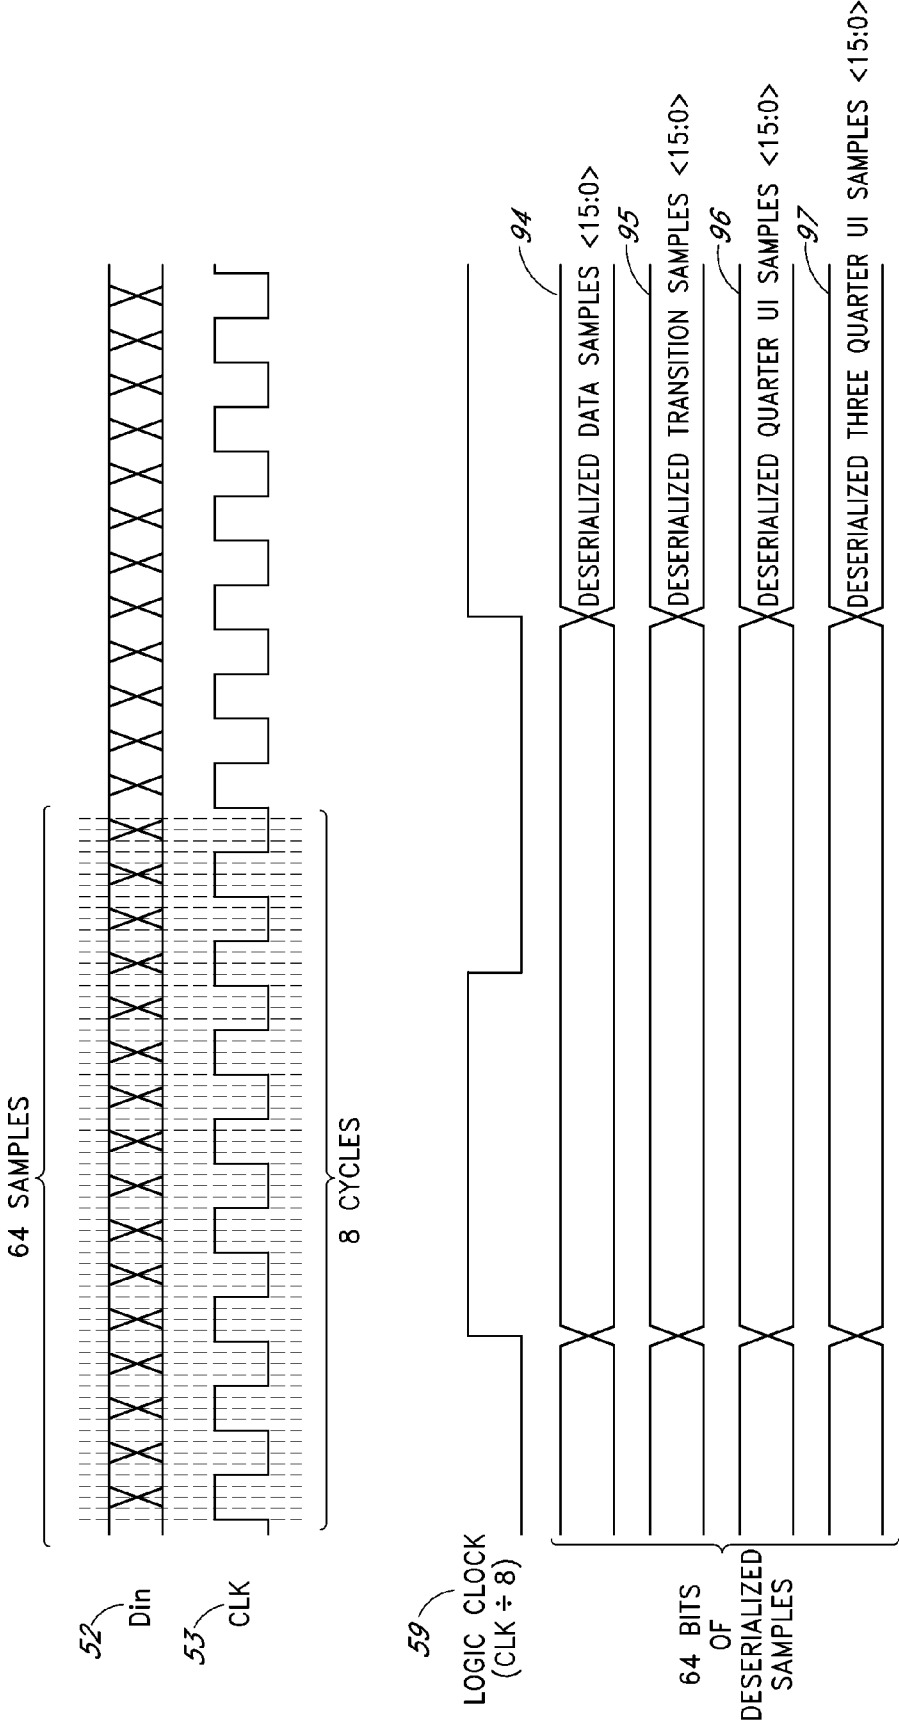 64 SAMPLES
52
Din
53
CLK
8 CYCLES
59
LOGIC CLOCK
(CLK ÷ 8)
94
DESERIALIZED DATA SAMPLES <15:0>
95
DESERIALIZED TRANSITION SAMPLES <15:0>
96
DESERIALIZED QUARTER UI SAMPLES <15:0>
97
DESERIALIZED THREE QUARTER UI SAMPLES <15:0>
64 BITS
OF
DESERIALIZED
SAMPLES